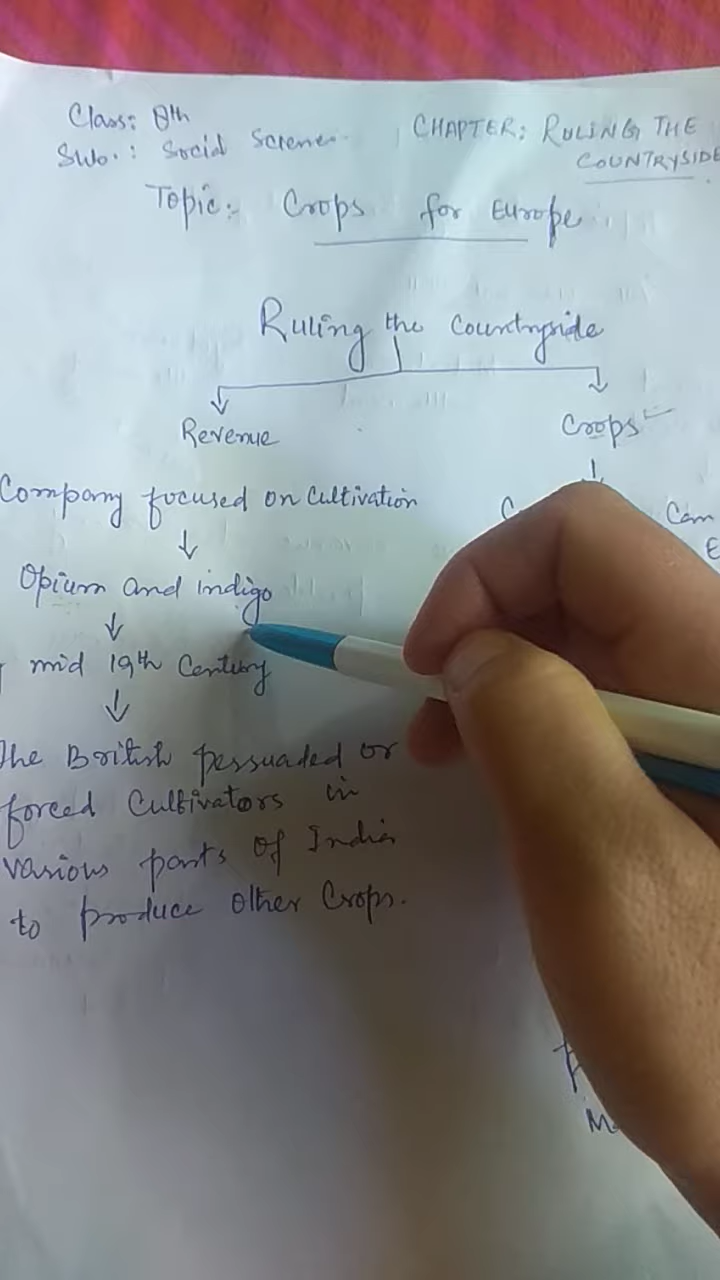 Class: 8th
CHAPTER: RULING THE
COUNTRYSIDE
Sub.: Social Science
Topic: Crops for Europe
Ruling the Countryside
Revenue
Crops
Company focused on Cultivation
Opium and indigo
mid 19th Century
The British persuaded or
forced Cultivators in
various parts of India
to produce other Crops.